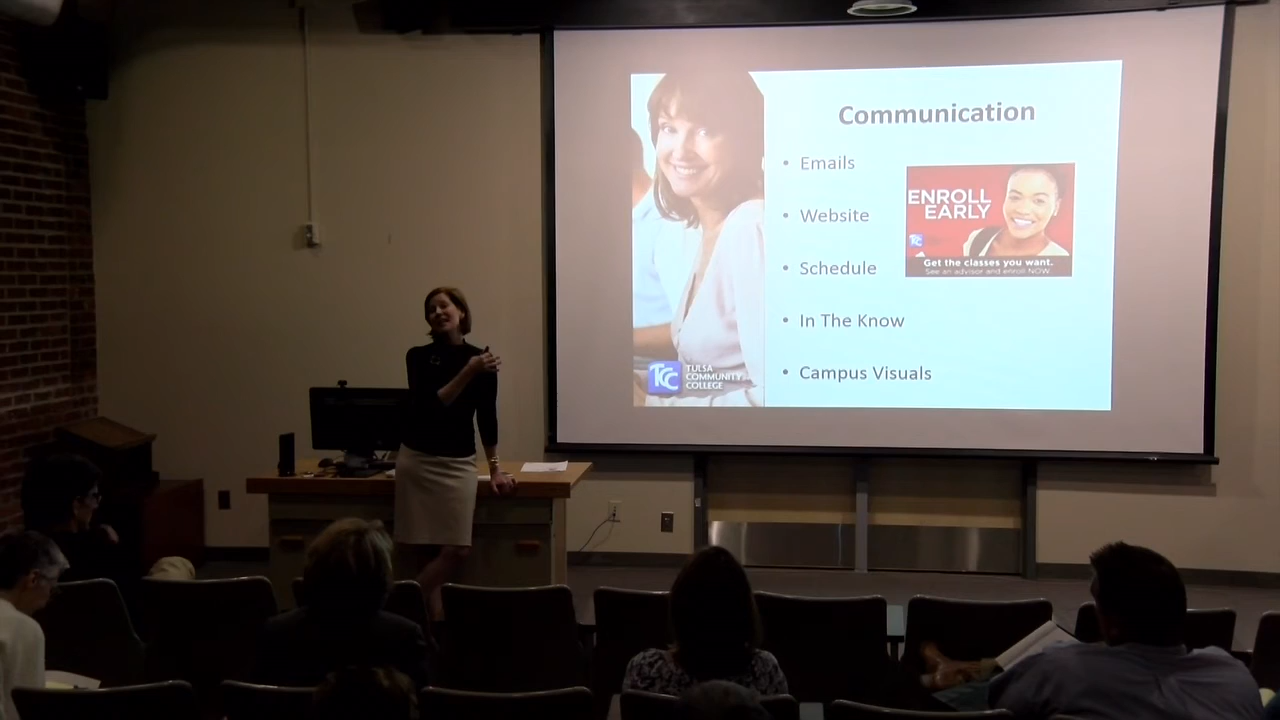 Communication
• Emails
• Website
• Schedule
• In The Know
• Campus Visuals
ENROLL
EARLY
TC
Get the classes you want.
See an advisor and enroll NOW.
TCC
TULSA
COMMUNITY
COLLEGE